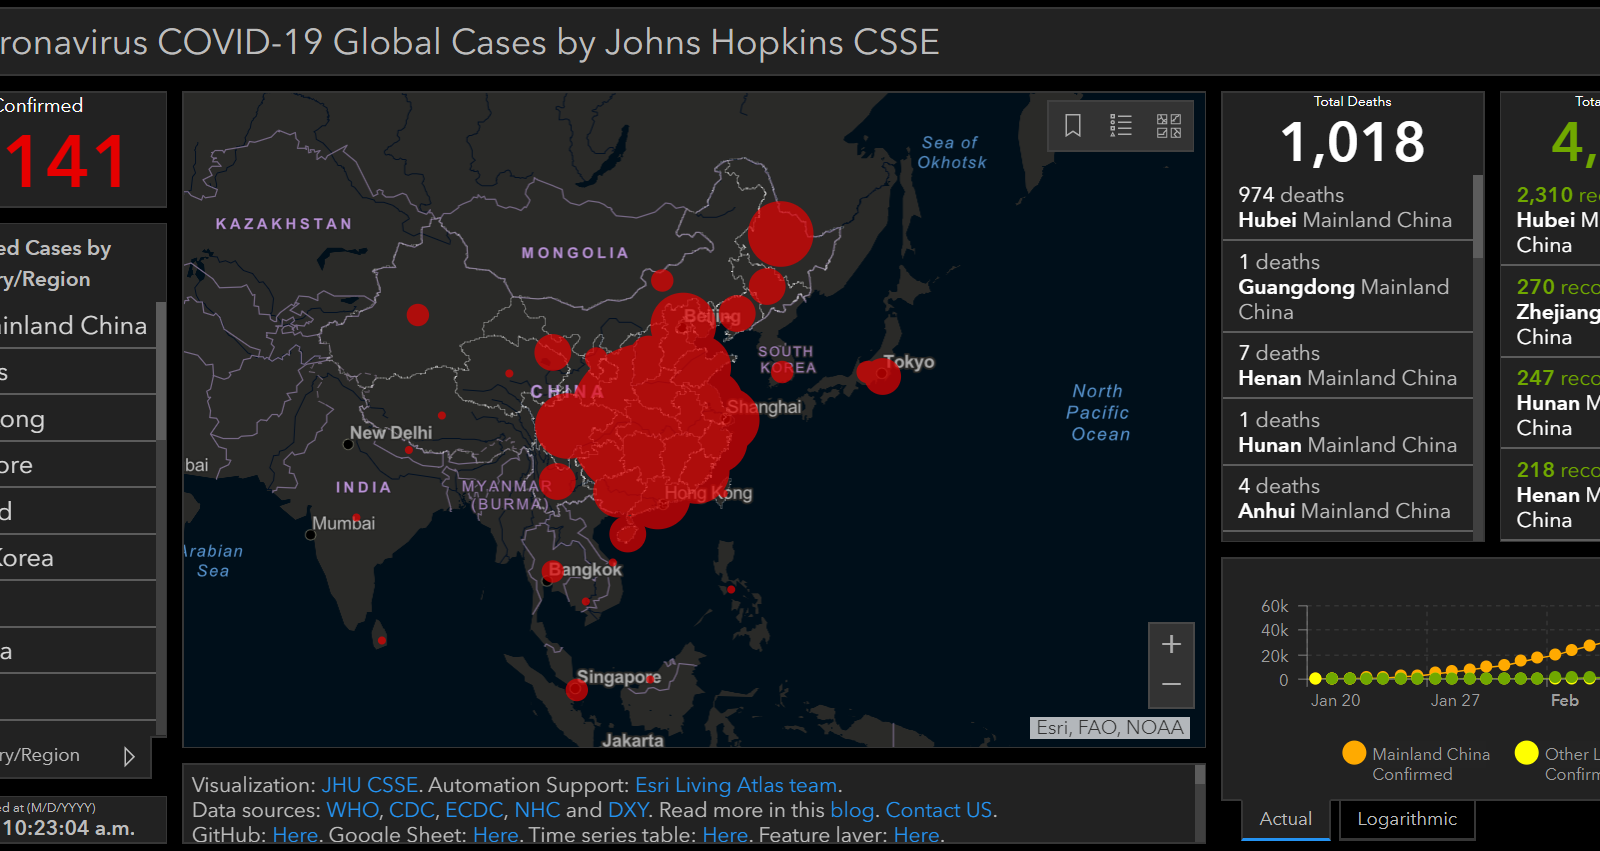 ronavirus COVID-19 Global Cases by Johns Hopkins CSSE
Confirmed
141
ed Cases by
ry/Region
ainland China
s
ong
ore
d
Korea
a
ry/Region
ed at (M/D/YYYY)
10:23:04 a.m.
Sea of
Okhotsk
KAZAKHSTAN
MONGOLIA
Beijing
SOUTH
KOREA
Tokyo
CHINA
Shanghai
North
Pacific
Ocean
New Delhi
bai
INDIA
MYANMAR
(BURMA)
Hong Kong
Mumbai
Arabian
Sea
Bangkok
Singapore
Jakarta
+
−
Esri, FAO, NOAA
Visualization: JHU CSSE. Automation Support: Esri Living Atlas team.
Data sources: WHO, CDC, ECDC, NHC and DXY. Read more in this blog. Contact US.
GitHub: Here. Google Sheet: Here. Time series table: Here. Feature layer: Here.
Total Deaths
1,018
974 deaths
Hubei Mainland China
1 deaths
Guangdong Mainland
China
7 deaths
Henan Mainland China
1 deaths
Hunan Mainland China
4 deaths
Anhui Mainland China
Tota
4,
2,310 re
Hubei M
China
270 reco
Zhejiang
China
247 reco
Hunan M
China
218 reco
Henan M
China
60k
40k
20k
0
Jan 20
Jan 27
Feb
Mainland China
Confirmed
Other L
Confirm
Actual
Logarithmic